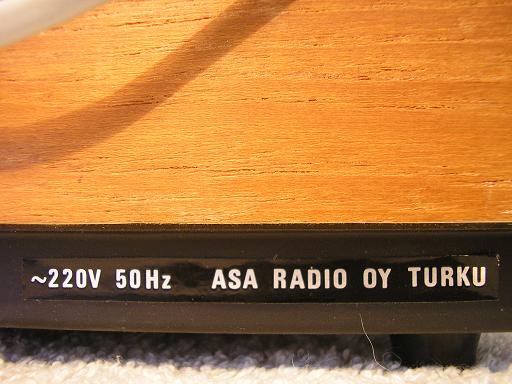 ~220V 50Hz ASA RADIO OY TURKU